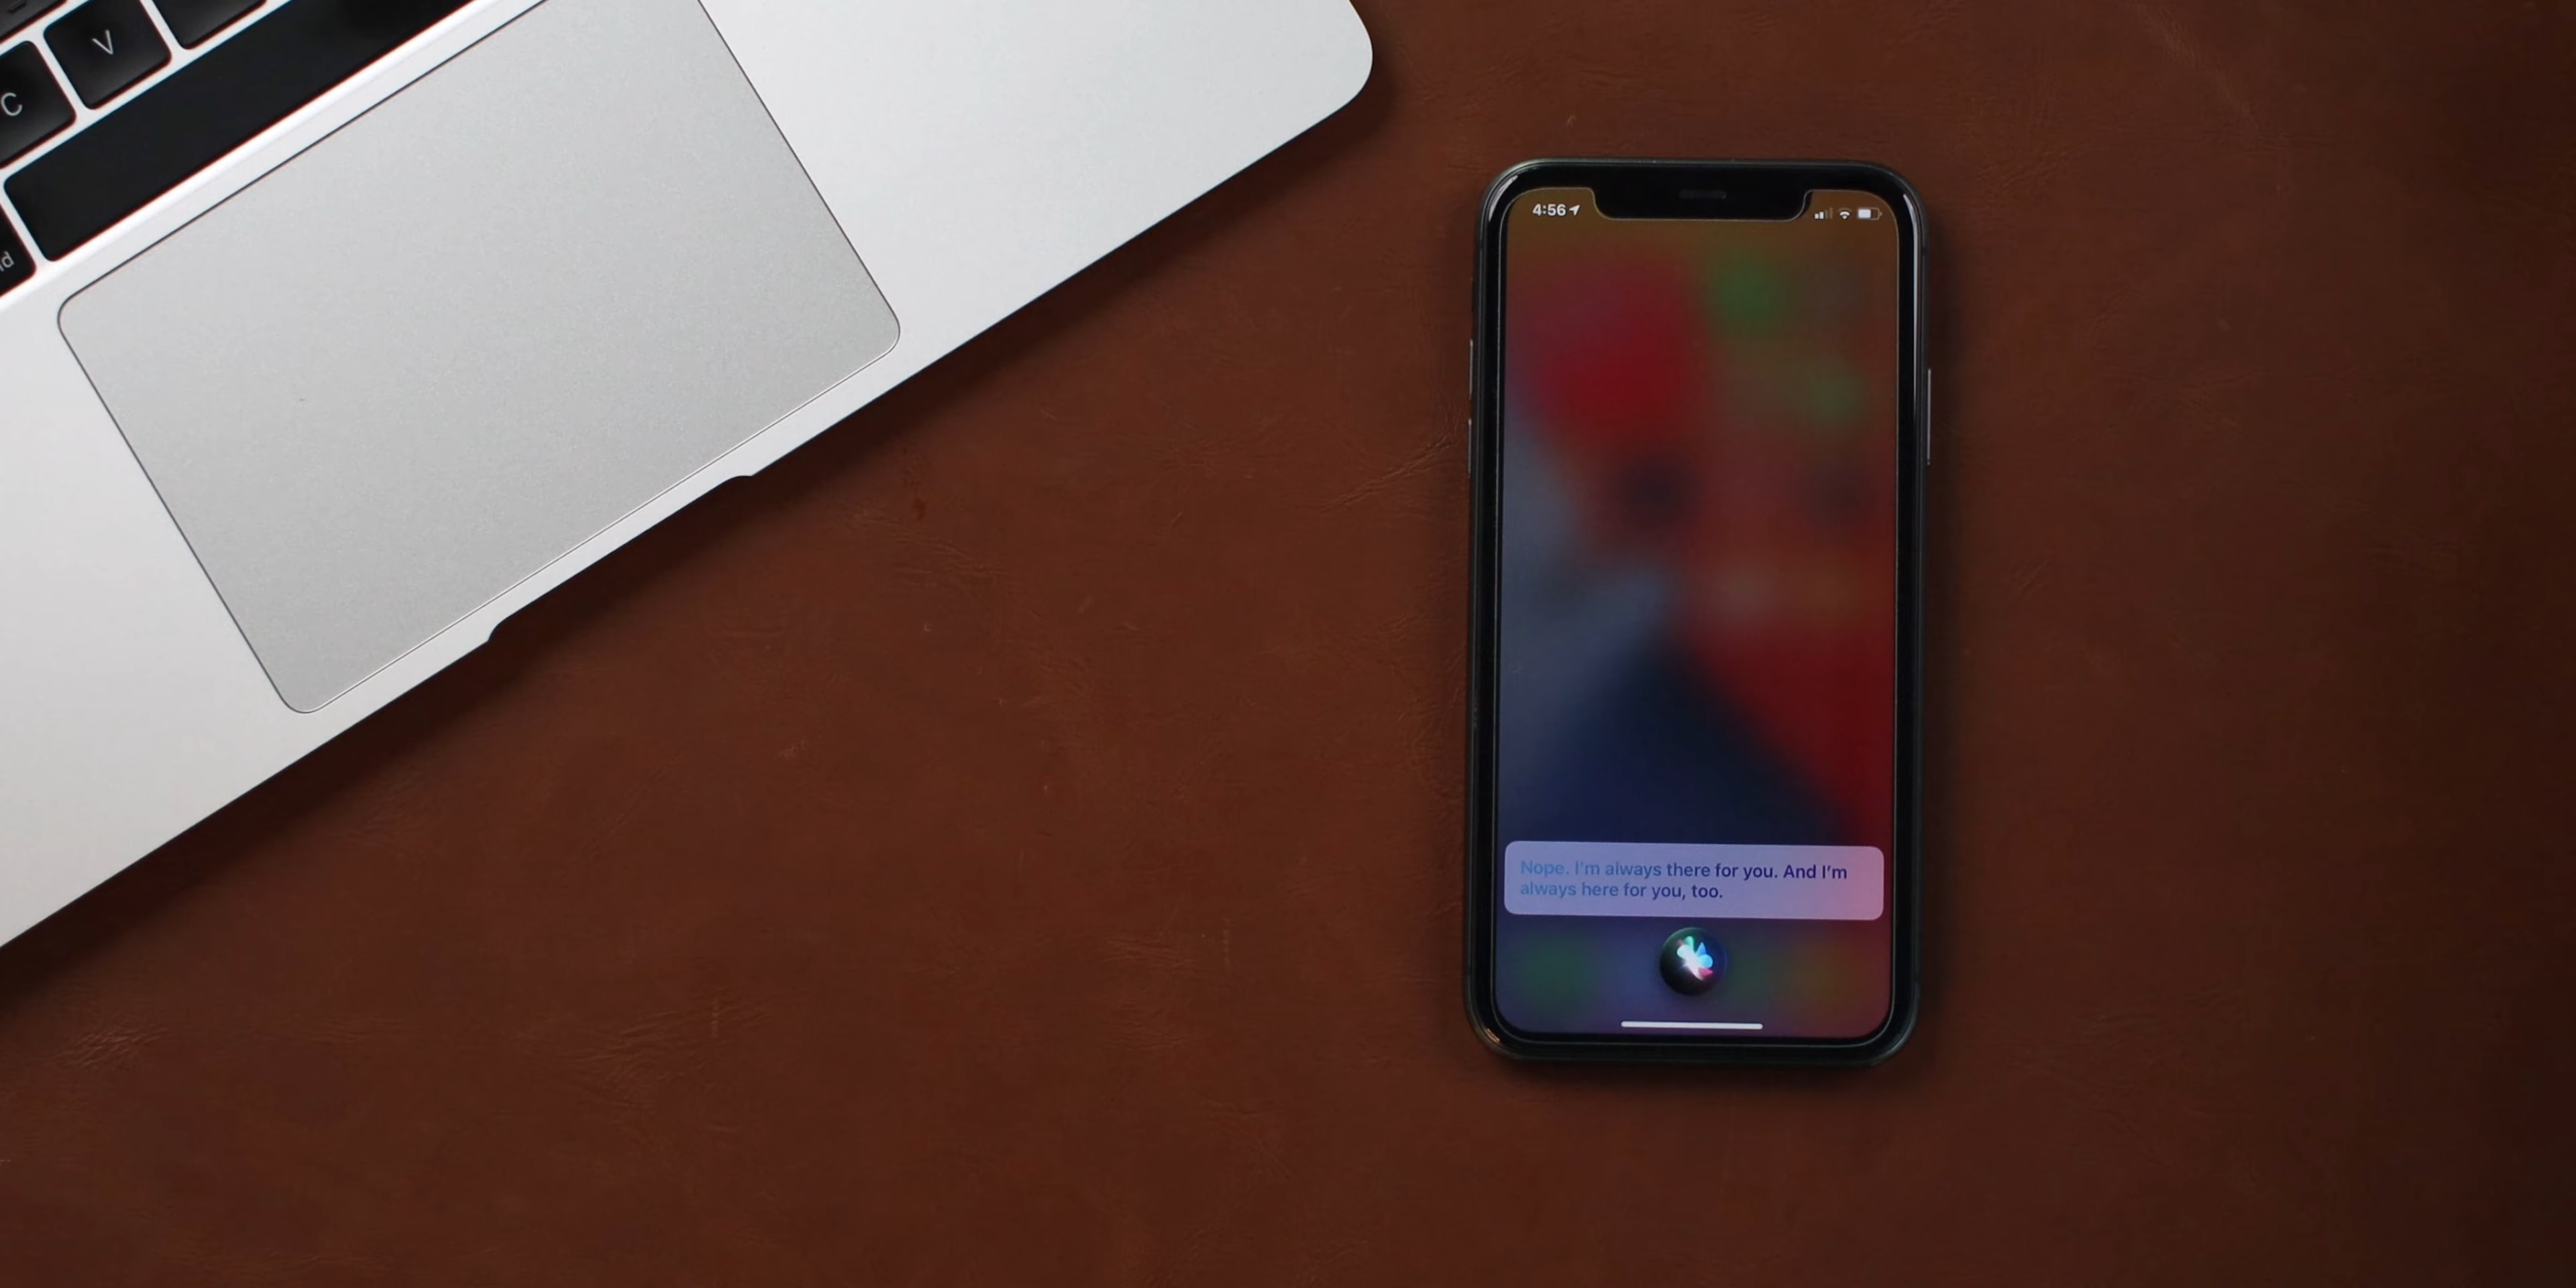 V
C
4:56
Nope. I'm always there for you. And I'm
always here for you, too.